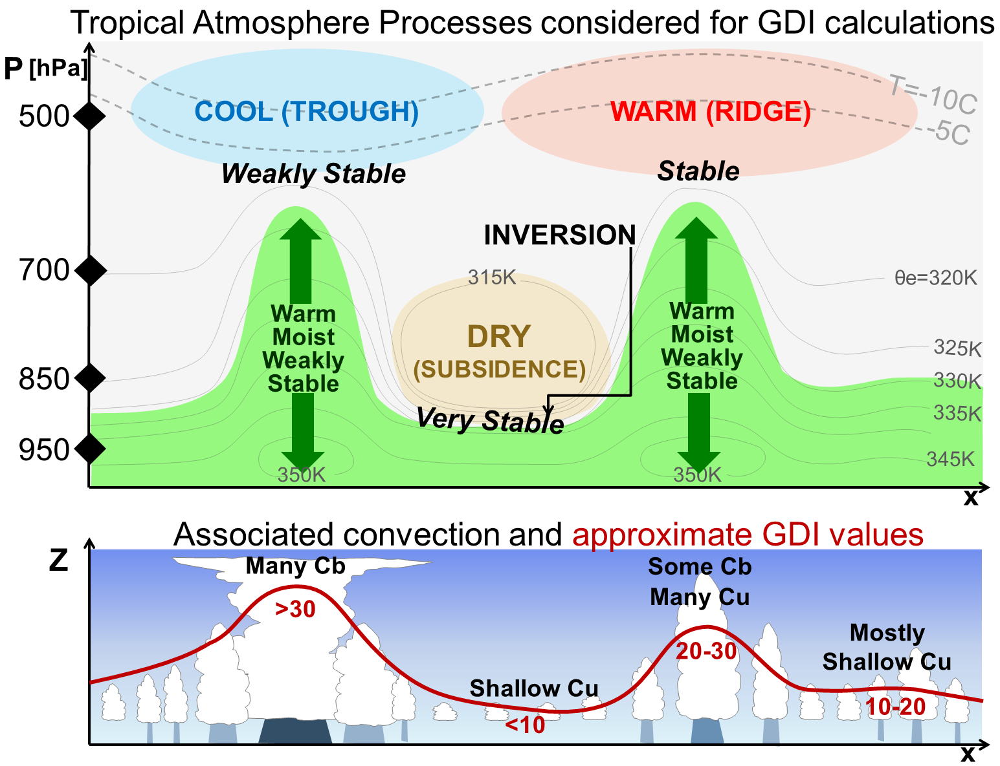 Tropical Atmosphere Processes considered for GDI calculations
P [hPa]
T=-10C
500
COOL (TROUGH)
WARM (RIDGE)
-5C
Weakly Stable
Stable
INVERSION
700
315K
θe=320K
Warm
Moist
Weakly
Stable
DRY
(SUBSIDENCE)
Warm
Moist
Weakly
Stable
325K
850
330K
Very Stable
335K
950
350K
350K
345K
x
Associated convection and approximate GDI values
Z
Many Cb
>30
Some Cb
Many Cu
20-30
Mostly
Shallow Cu
Shallow Cu
<10
10-20
x